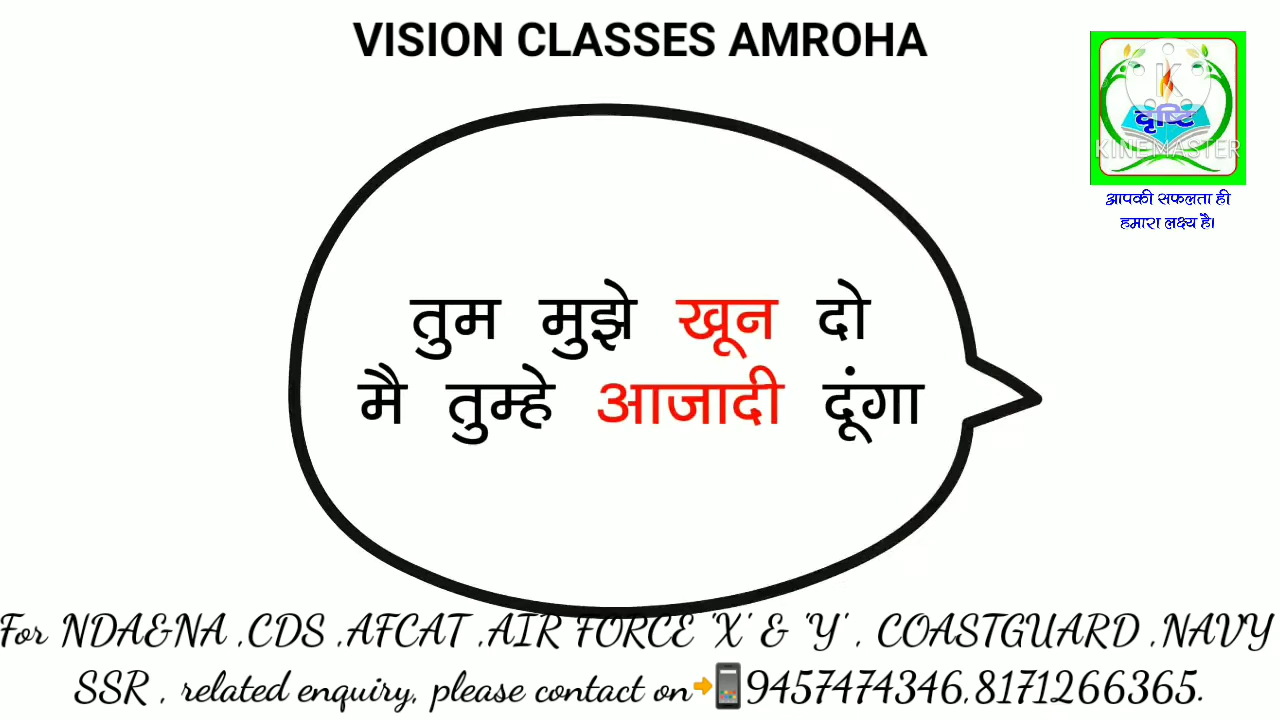 VISION CLASSES AMROHA
K
दृष्टि
KINEMASTER
आपकी सफलता ही
हमारा लक्ष्य है।
तुम मुझे खून दो
मै तुम्हे आजादी दूंगा
For NDA&NA ,CDS ,AFCAT ,AIR FORCE 'X' & 'Y' , COASTGUARD ,NAVY
SSR , related enquiry, please contact on➜📱9457474346,8171266365.